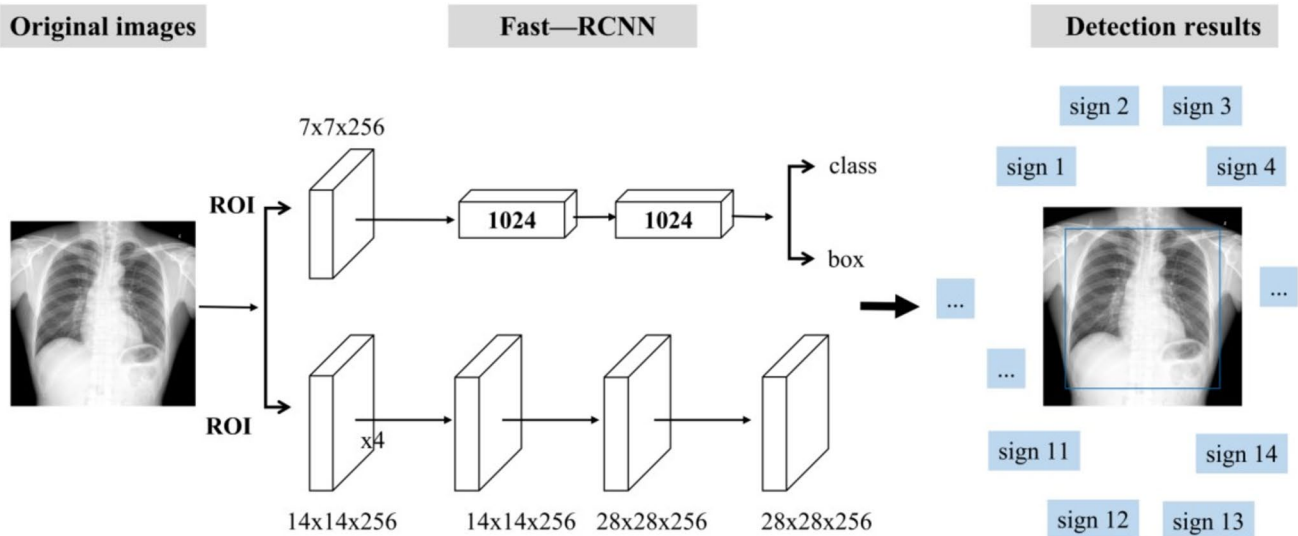 Original images
Fast—RCNN
Detection results
sign 2
sign 3
7x7x256
sign 1
sign 4
class
ROI
1024
1024
box
...
...
...
ROI
x4
sign 11
sign 14
14x14x256
14x14x256
28x28x256
28x28x256
sign 12
sign 13